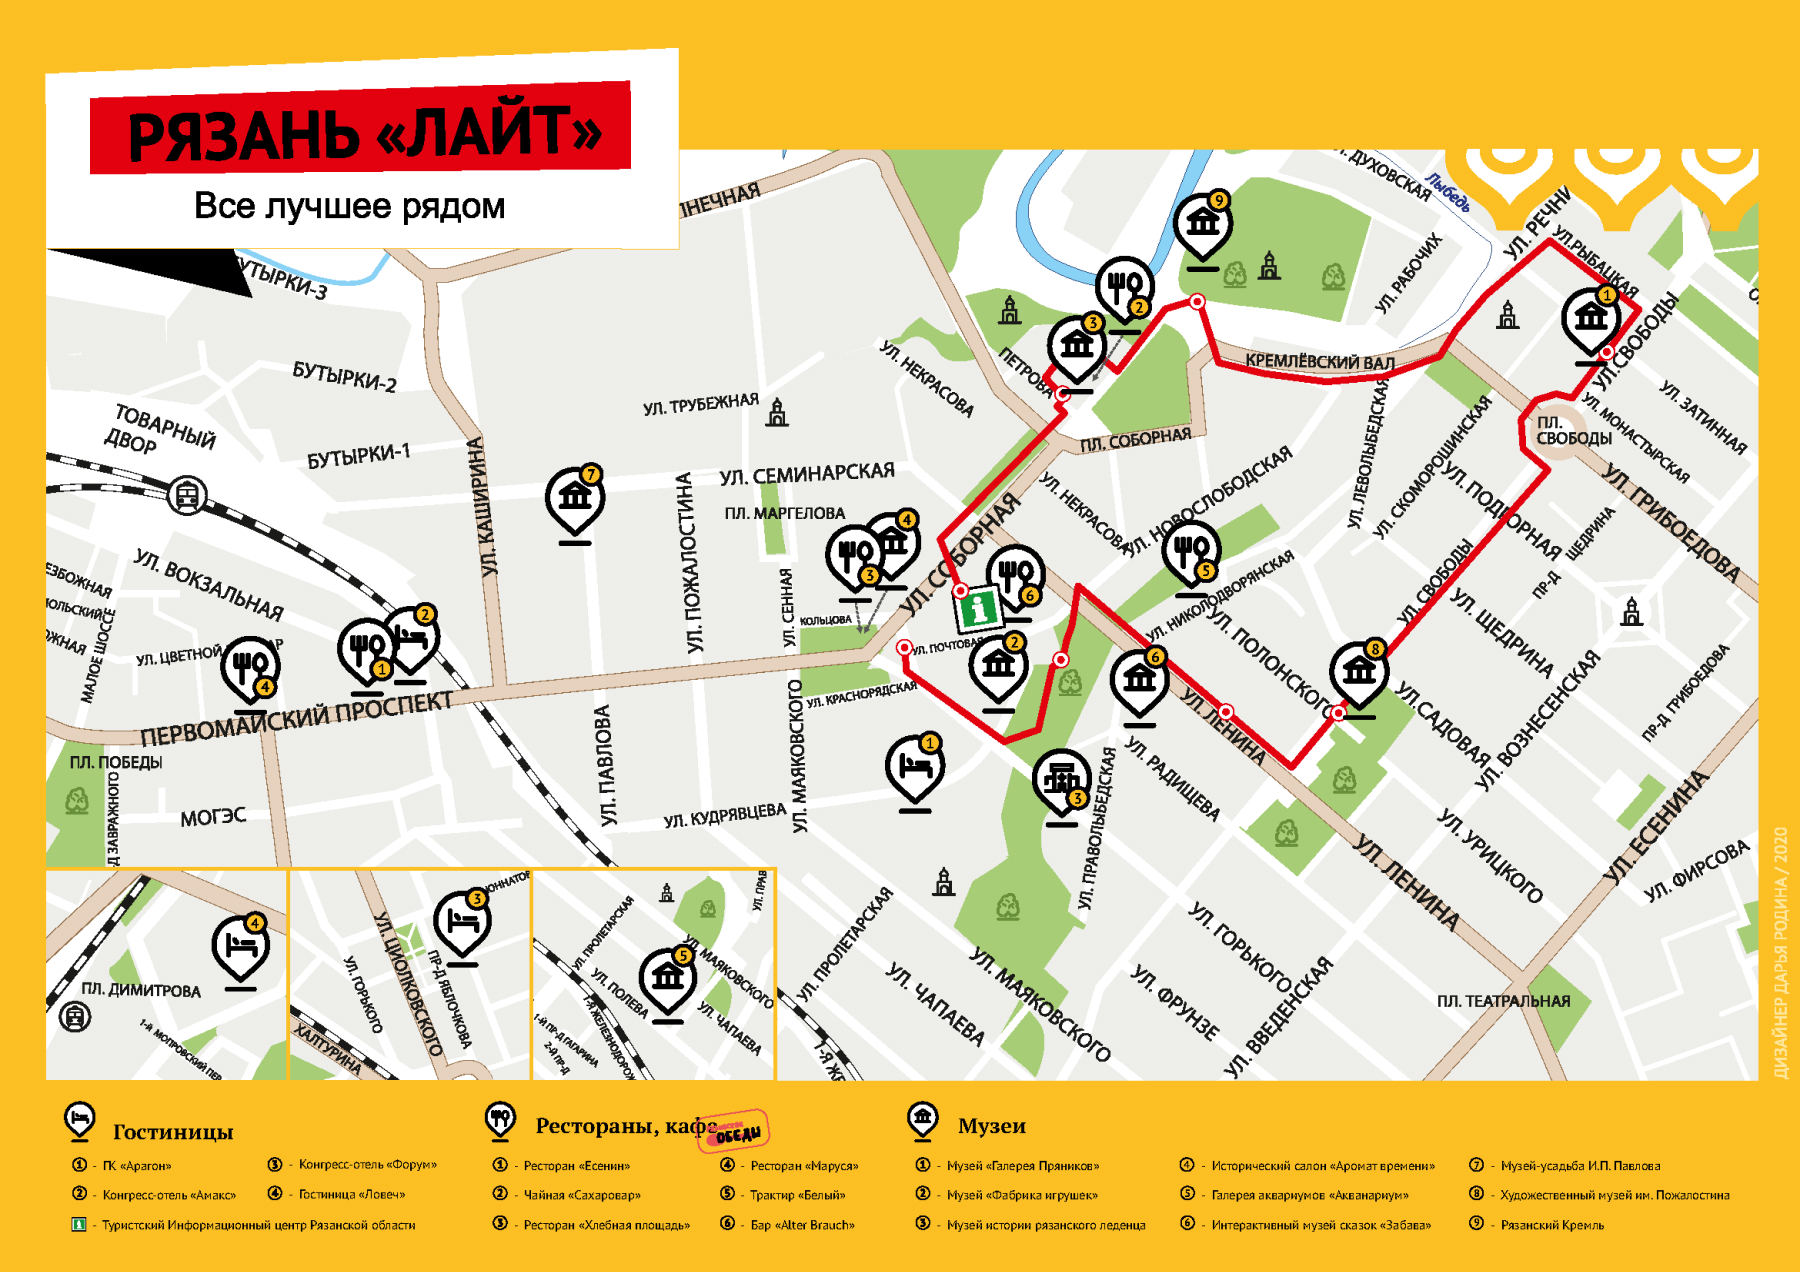 РЯЗАНЬ «ЛАЙТ»
Все лучшее рядом
БУТЫРКИ-2
БУТЫРКИ-1
ТОВАРНЫЙ
ДВОР
УЛ. ВОКЗАЛЬНАЯ
МАЛОЕ ШОССЕ
УЛ. КАШИРИНА
ПЕРВОМАЙСКИЙ ПРОСПЕКТ
ПЛ. ПОБЕДЫ
МОГЭС
УЛ. ПАВЛОВА
УЛ. ТРУБЕЖНАЯ
УЛ. СЕМИНАРСКАЯ
ПЛ. МАРГЕЛОВА
УЛ. ПОЖАЛОСТИНА
УЛ. СЕННАЯ
КОЛЬЦОВА
УЛ. МАЯКОВСКОГО
УЛ. КУДРЯВЦЕВА
УЛ. КРАСНОРЯДСКАЯ
УЛ. ПОЧТОВАЯ
УЛ. СОБОРНАЯ
УЛ. НЕКРАСОВА
ПЕТРОВА
ПЛ. СОБОРНАЯ
УЛ. НЕКРАСОВА
УЛ. НОВОСЛОБОДСКАЯ
УЛ. НИКОЛОДВОРЯНСКАЯ
КРЕМЛЁВСКИЙ ВАЛ
УЛ. РАБОЧИХ
Лыбедь
УЛ.РЫБАЦКАЯ
УЛ. СВОБОДЫ
УЛ. ЗАТИННАЯ
УЛ. МОНАСТЫРСКАЯ
ПЛ.
СВОБОДЫ
УЛ. ГРИБОЕДОВА
УЛ. ЛЕВОЛЫБЕДСКАЯ
УЛ. СКОМОРОШИНСКАЯ
УЛ. ПОДГОРНАЯ
ПР-Д ЩЕДРИНА
УЛ. СВОБОДЫ
УЛ. ЩЕДРИНА
УЛ. ПОЛОНСКОГО
УЛ. САДОВАЯ
УЛ. ВОЗНЕСЕНСКАЯ
ПР-Д ГРИБОЕДОВА
УЛ. ЛЕНИНА
УЛ. РАДИЩЕВА
УЛ. ПРАВОЛЫБЕДСКАЯ
УЛ. УРИЦКОГО
УЛ. ЕСЕНИНА
УЛ. ФИРСОВА
УЛ. ЛЕНИНА
УЛ. ГОРЬКОГО
УЛ. ПРОЛЕТАРСКАЯ
УЛ. ЧАПАЕВА
УЛ. МАЯКОВСКОГО
УЛ. ФРУНЗЕ
УЛ. ВВЕДЕНСКАЯ
ПЛ. ТЕАТРАЛЬНАЯ
ПЛ. ДИМИТРОВА
1-й МОПРОВСКИЙ ПЕР
УЛ. ГОРЬКОГО
УЛ. ЦИОЛКОВСКОГО
ПР-Д ЯБЛОЧКОВА
ХАЛТУРИНА
УЛ. ПРОЛЕТАРСКАЯ
УЛ. ПОЛЕВА
УЛ. МАЯКОВСКОГО
УЛ. ЧАПАЕВА
1-Й ПР-Д ГАГАРИНА
2-Й ПР-Д
ДИЗАЙНЕР ДАРЬЯ РОДИНА / 2020
Гостиницы
1 - ГК «Арагон»
2 - Конгресс-отель «Амакс»
3 - Конгресс-отель «Форум»
4 - Гостиница «Ловеч»
i - Туристский Информационный центр Рязанской области
Рестораны, кафе
1 - Ресторан «Есенин»
2 - Чайная «Сахаровар»
3 - Ресторан «Хлебная площадь»
4 - Ресторан «Маруся»
5 - Трактир «Белый»
6 - Бар «Alter Brauch»
Музеи
1 - Музей «Галерея Пряников»
2 - Музей «Фабрика игрушек»
3 - Музей истории рязанского леденца
4 - Исторический салон «Аромат времени»
5 - Галерея аквариумов «Акванариум»
6 - Интерактивный музей сказок «Забава»
7 - Музей-усадьба И.П. Павлова
8 - Художественный музей им. Пожалостина
9 - Рязанский Кремль